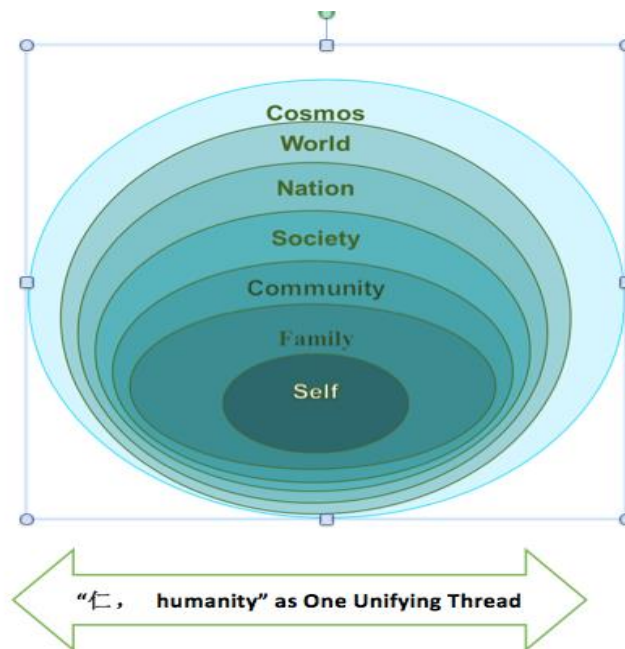 Cosmos
World
Nation
Society
Community
Family
Self
“仁， humanity” as One Unifying Thread